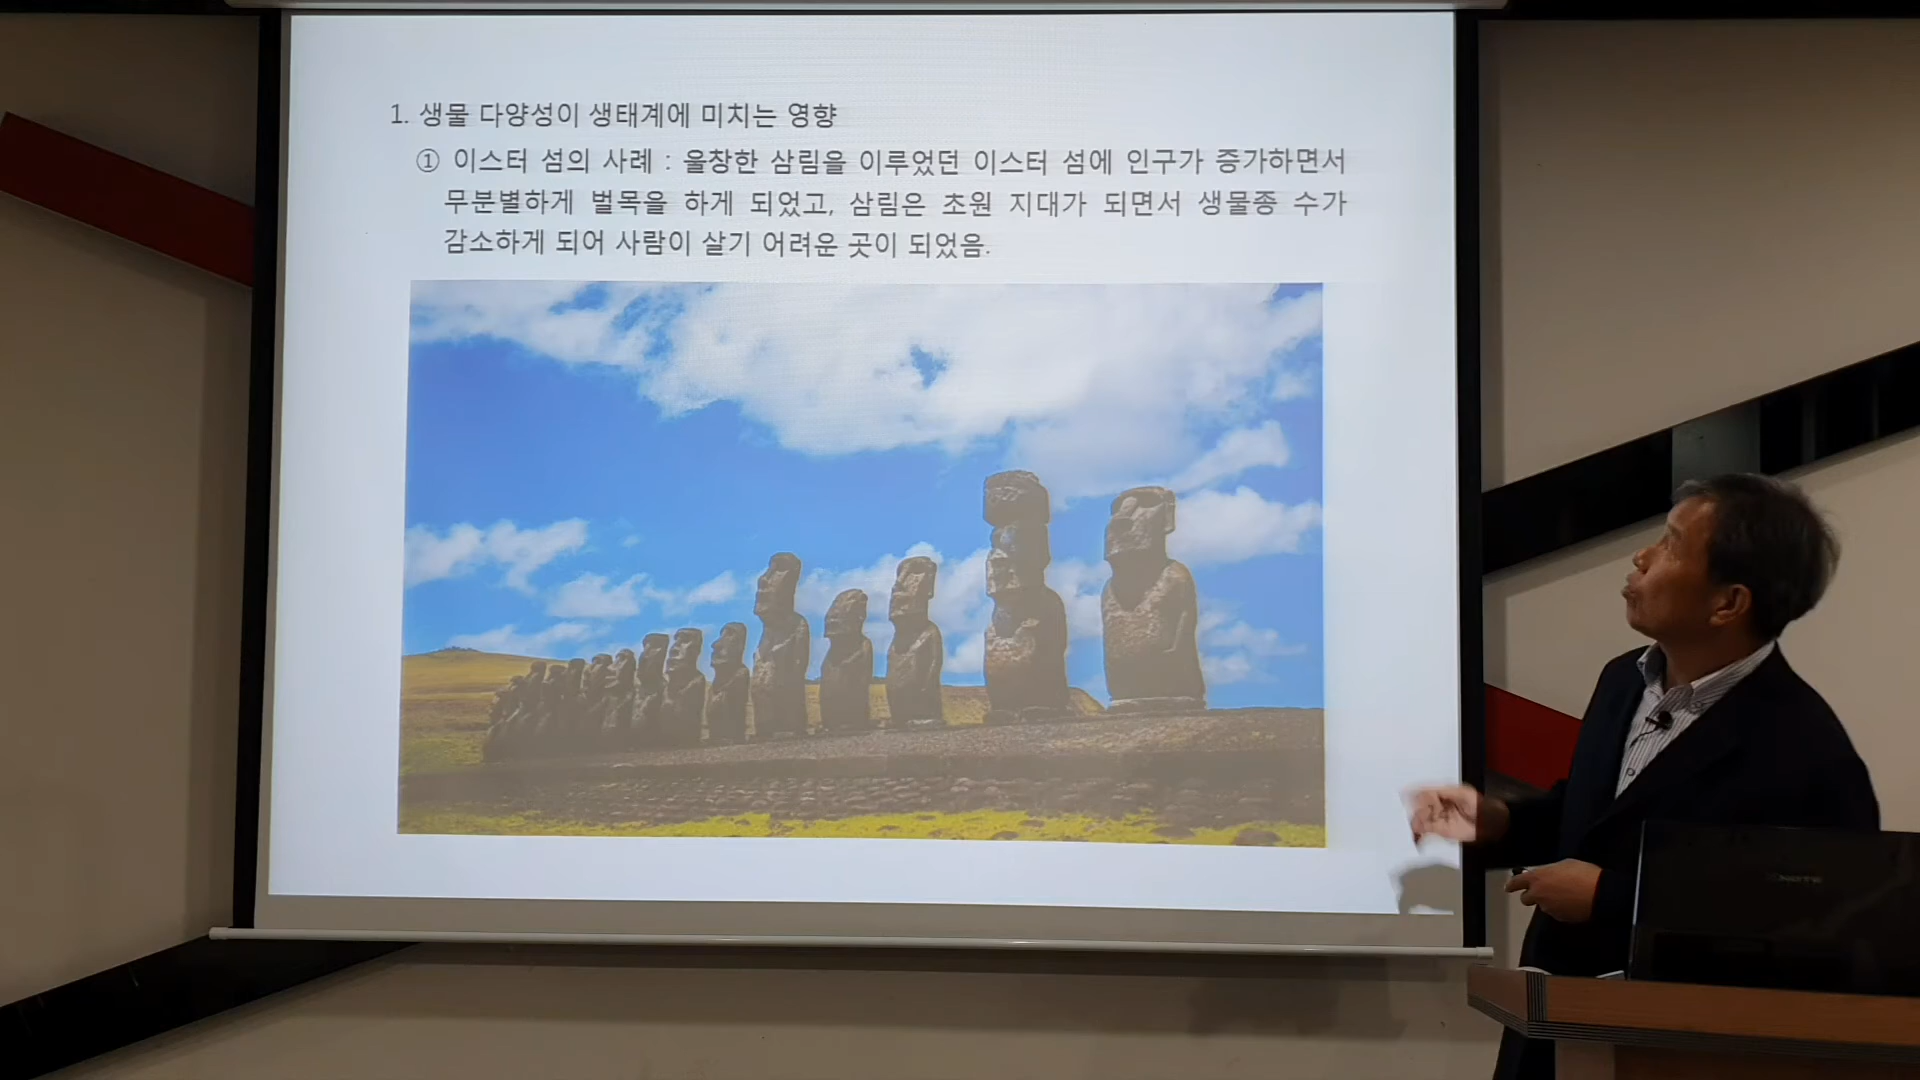 1. 생물 다양성이 생태계에 미치는 영향
① 이스터 섬의 사례 : 울창한 삼림을 이루었던 이스터 섬에 인구가 증가하면서
무분별하게 벌목을 하게 되었고, 삼림은 초원 지대가 되면서 생물종 수가
감소하게 되어 사람이 살기 어려운 곳이 되었음.